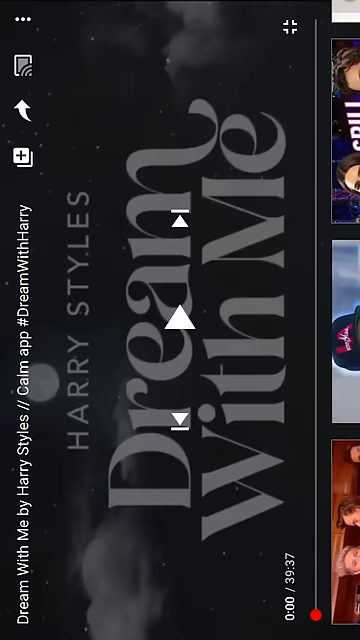 Dream With Me by Harry Styles // Calm app #DreamWithHarry
HARRY STYLES
Dream
With Me
0:00 / 39:37